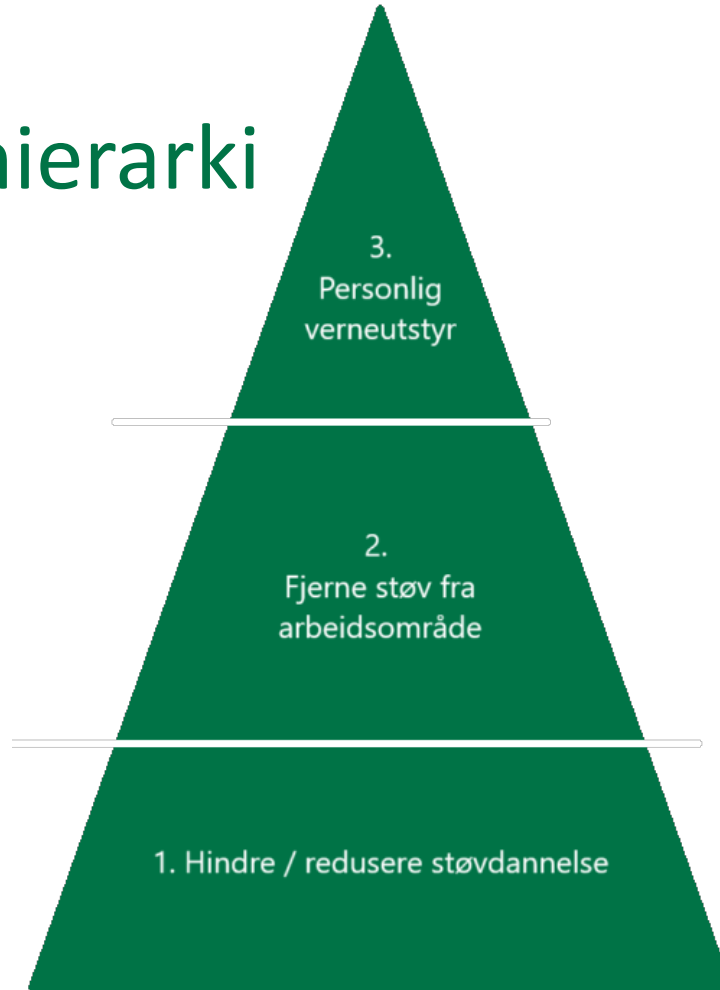 hierarki
3.
Personlig
verneutstyr
2.
Fjerne støv fra
arbeidsområde
1. Hindre / redusere støvdannelse